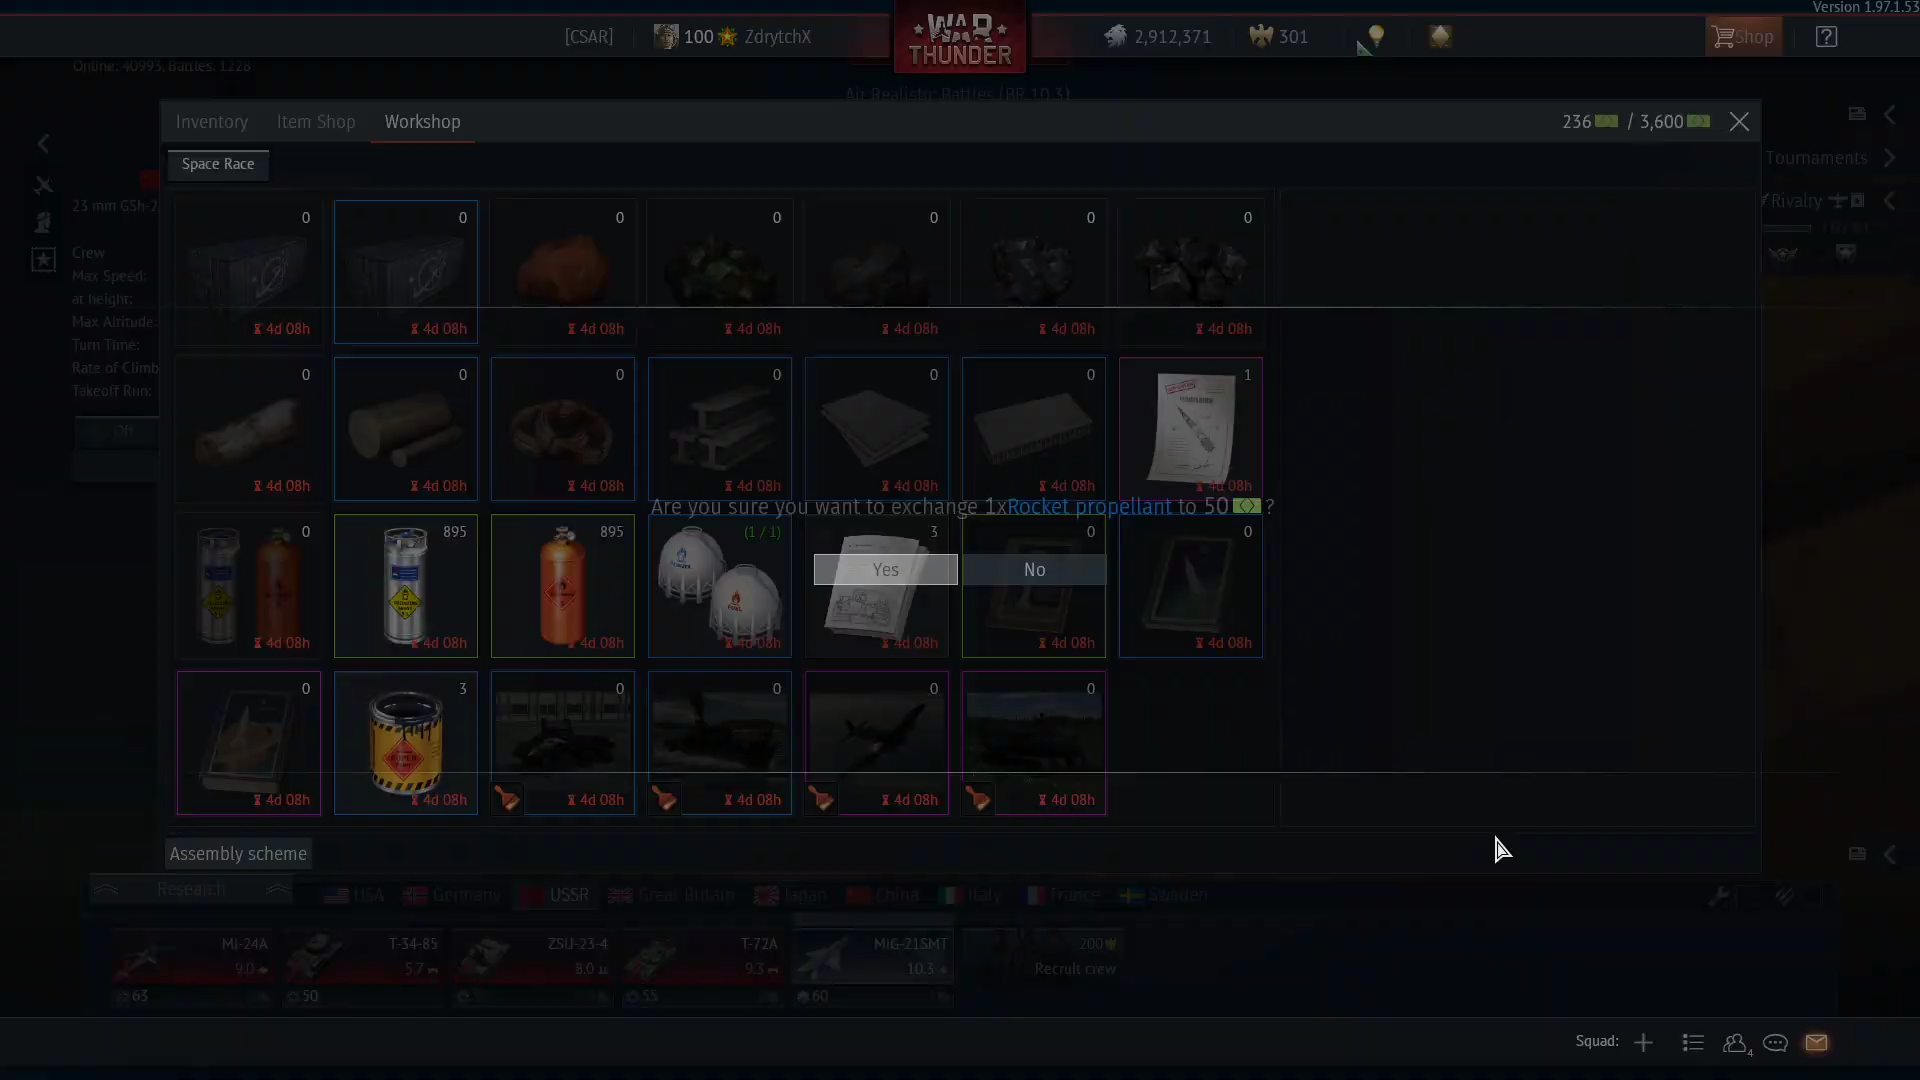 Version 1.97.1.53
[CSAR] 100 ZdrytchX
WAR THUNDER
2,912,371 301
Shop
Online: 40993, Battles: 1228
Air Realistic Battles (BR 10.3)
Inventory Item Shop Workshop
236 / 3,600
Space Race
Tournaments
Rivalry
23 mm GSh-2
Crew
Max Speed:
at height:
Max Altitude:
Turn Time:
Rate of Climb
Takeoff Run:
Off
0 0 0 0 0 0 0
4d 08h 4d 08h 4d 08h 4d 08h 4d 08h 4d 08h 4d 08h
0 0 0 0 0 0 1
4d 08h 4d 08h 4d 08h 4d 08h 4d 08h 4d 08h 4d 08h
Are you sure you want to exchange 1xRocket propellant to 50 ?
0 895 895 (1 / 1) 3 0 0
Yes No
4d 08h 4d 08h 4d 08h 4d 08h 4d 08h 4d 08h 4d 08h
0 3 0 0 0 0
4d 08h 4d 08h 4d 08h 4d 08h 4d 08h 4d 08h
Assembly scheme
Research USA Germany USSR Great Britain Japan China Italy France Sweden
Mi-24A T-34-85 ZSU-23-4 T-72A MiG-21SMT 200
9.0 5.7 8.0 9.3 10.3 Recruit crew
63 50 55 60
Squad:
4